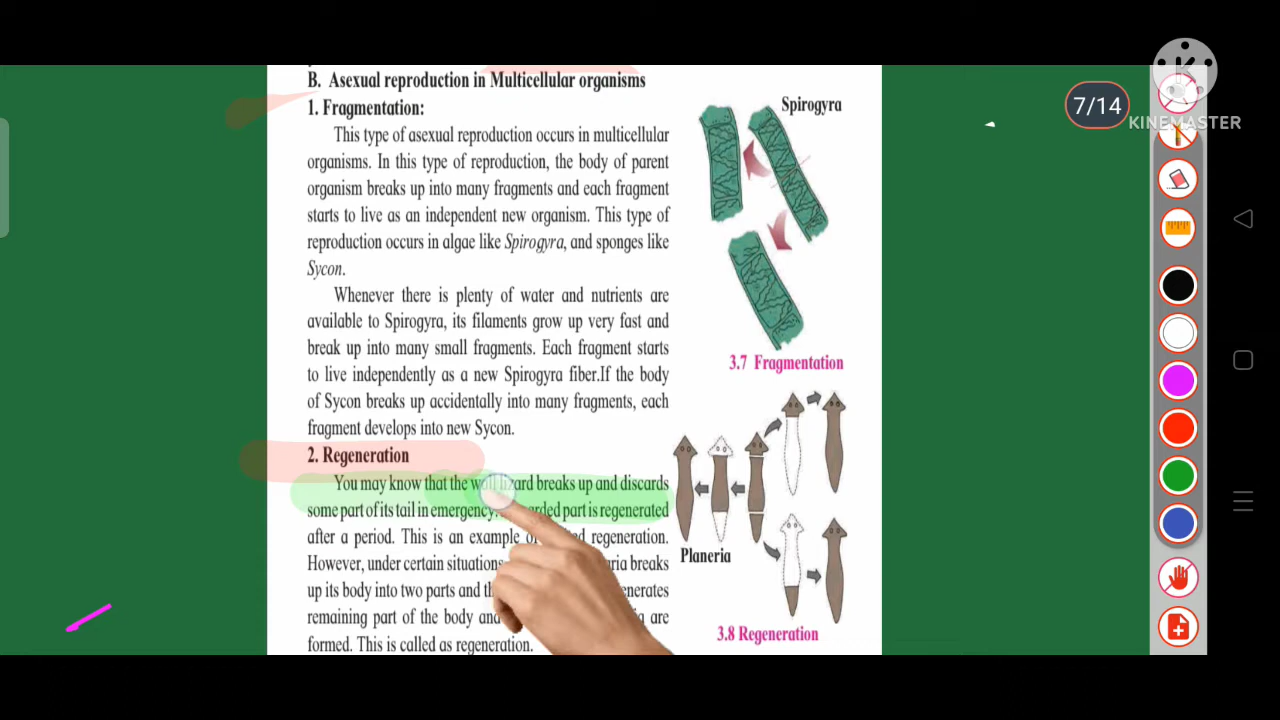 B. Asexual reproduction in Multicellular organisms
1. Fragmentation:
This type of asexual reproduction occurs in multicellular
organisms. In this type of reproduction, the body of parent
organism breaks up into many fragments and each fragment
starts to live as an independent new organism. This type of
reproduction occurs in algae like Spirogyra, and sponges like
Sycon.
Whenever there is plenty of water and nutrients are
available to Spirogyra, its filaments grow up very fast and
break up into many small fragments. Each fragment starts
to live independently as a new Spirogyra fiber.If the body
of Sycon breaks up accidentally into many fragments, each
fragment develops into new Sycon.
2. Regeneration
You may know that the wall lizard breaks up and discards
some part of its tail in emergency. part is regenerated
after a period. This is an example regeneration.
However, under certain situations breaks
up its body into two parts and
remaining part of the body and are
formed. This is called as regeneration.
Spirogyra
3.7 Fragmentation
Planeria
3.8 Regeneration
7/14
KINEMASTER